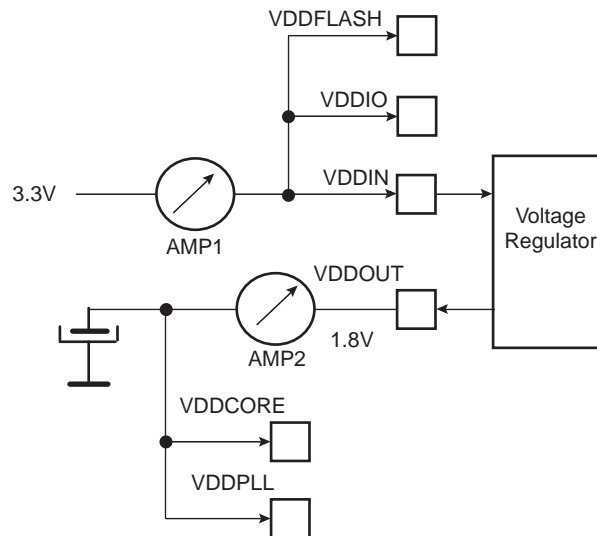 VDDFLASH
VDDIO
VDDIN
3.3V
AMP1
Voltage
Regulator
VDDOUT
1.8V
AMP2
VDDCORE
VDDPLL